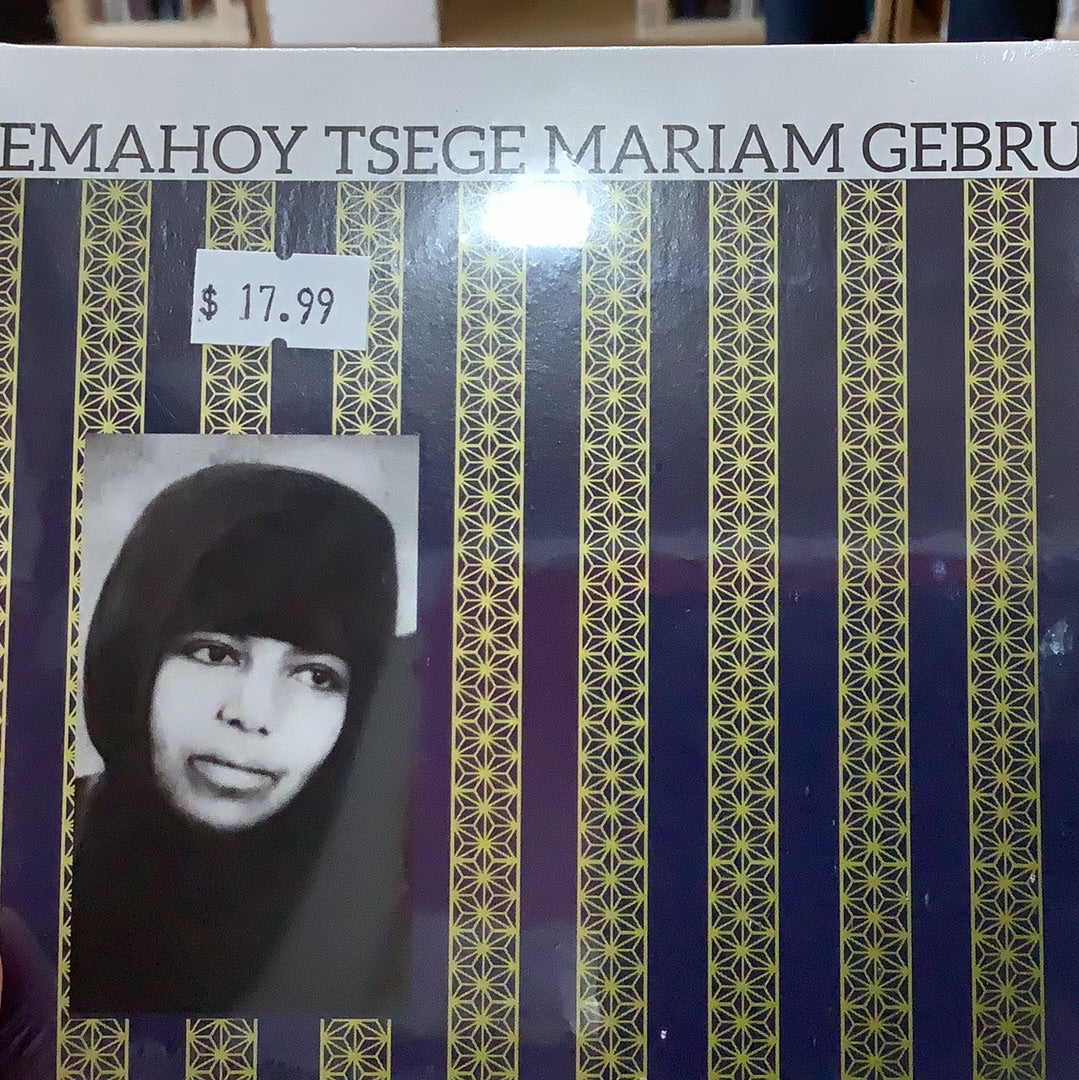 EMAHOY TSEGE MARIAM GEBRU
$ 17.99